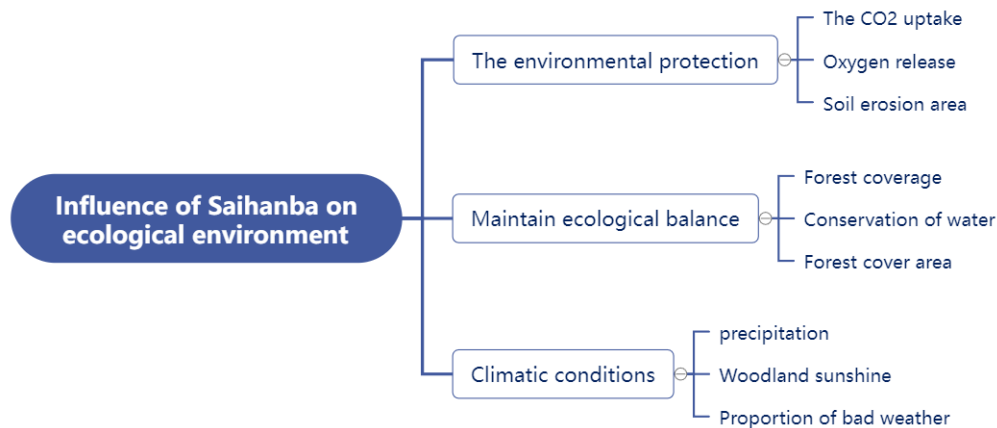 Influence of Saihanba on
ecological environment
The environmental protection
The CO2 uptake
Oxygen release
Soil erosion area
Maintain ecological balance
Forest coverage
Conservation of water
Forest cover area
Climatic conditions
precipitation
Woodland sunshine
Proportion of bad weather